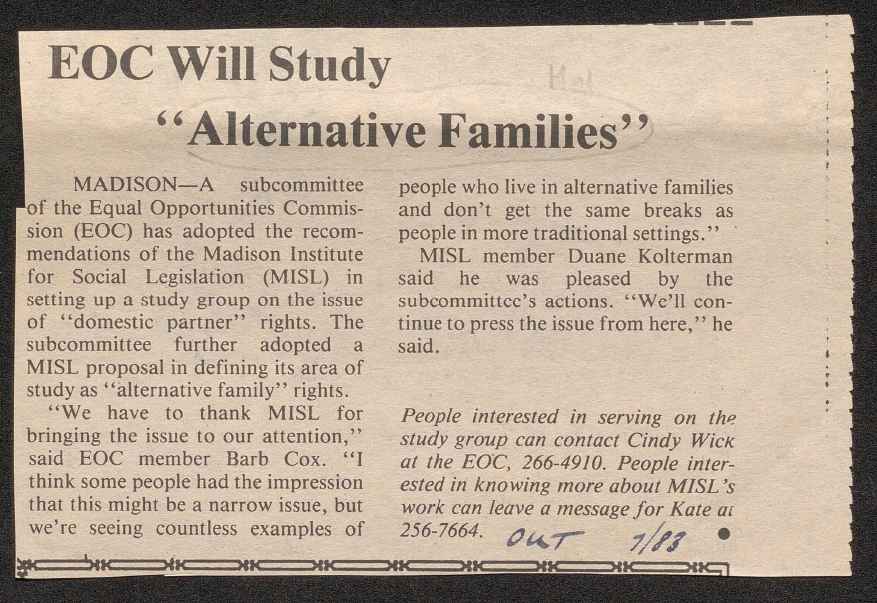 EOC Will Study
“Alternative Families”
MADISON—A subcommittee
of the Equal Opportunities Commis-
sion (EOC) has adopted the recom-
mendations of the Madison Institute
for Social Legislation (MISL) in
setting up a study group on the issue
of “domestic partner” rights. The
subcommittee further adopted a
MISL proposal in defining its area of
study as “alternative family” rights.
“We have to thank MISL for
bringing the issue to our attention,”
said EOC member Barb Cox. “I
think some people had the impression
that this might be a narrow issue, but
we’re seeing countless examples of
people who live in alternative families
and don’t get the same breaks as
people in more traditional settings.”
MISL member Duane Kolterman
said he was pleased by the
subcommittee’s actions. “We’ll con-
tinue to press the issue from here,” he
said.
People interested in serving on the
study group can contact Cindy Wick
at the EOC, 266-4910. People inter-
ested in knowing more about MISL’s
work can leave a message for Kate at
256-7664.
OUT 7/83